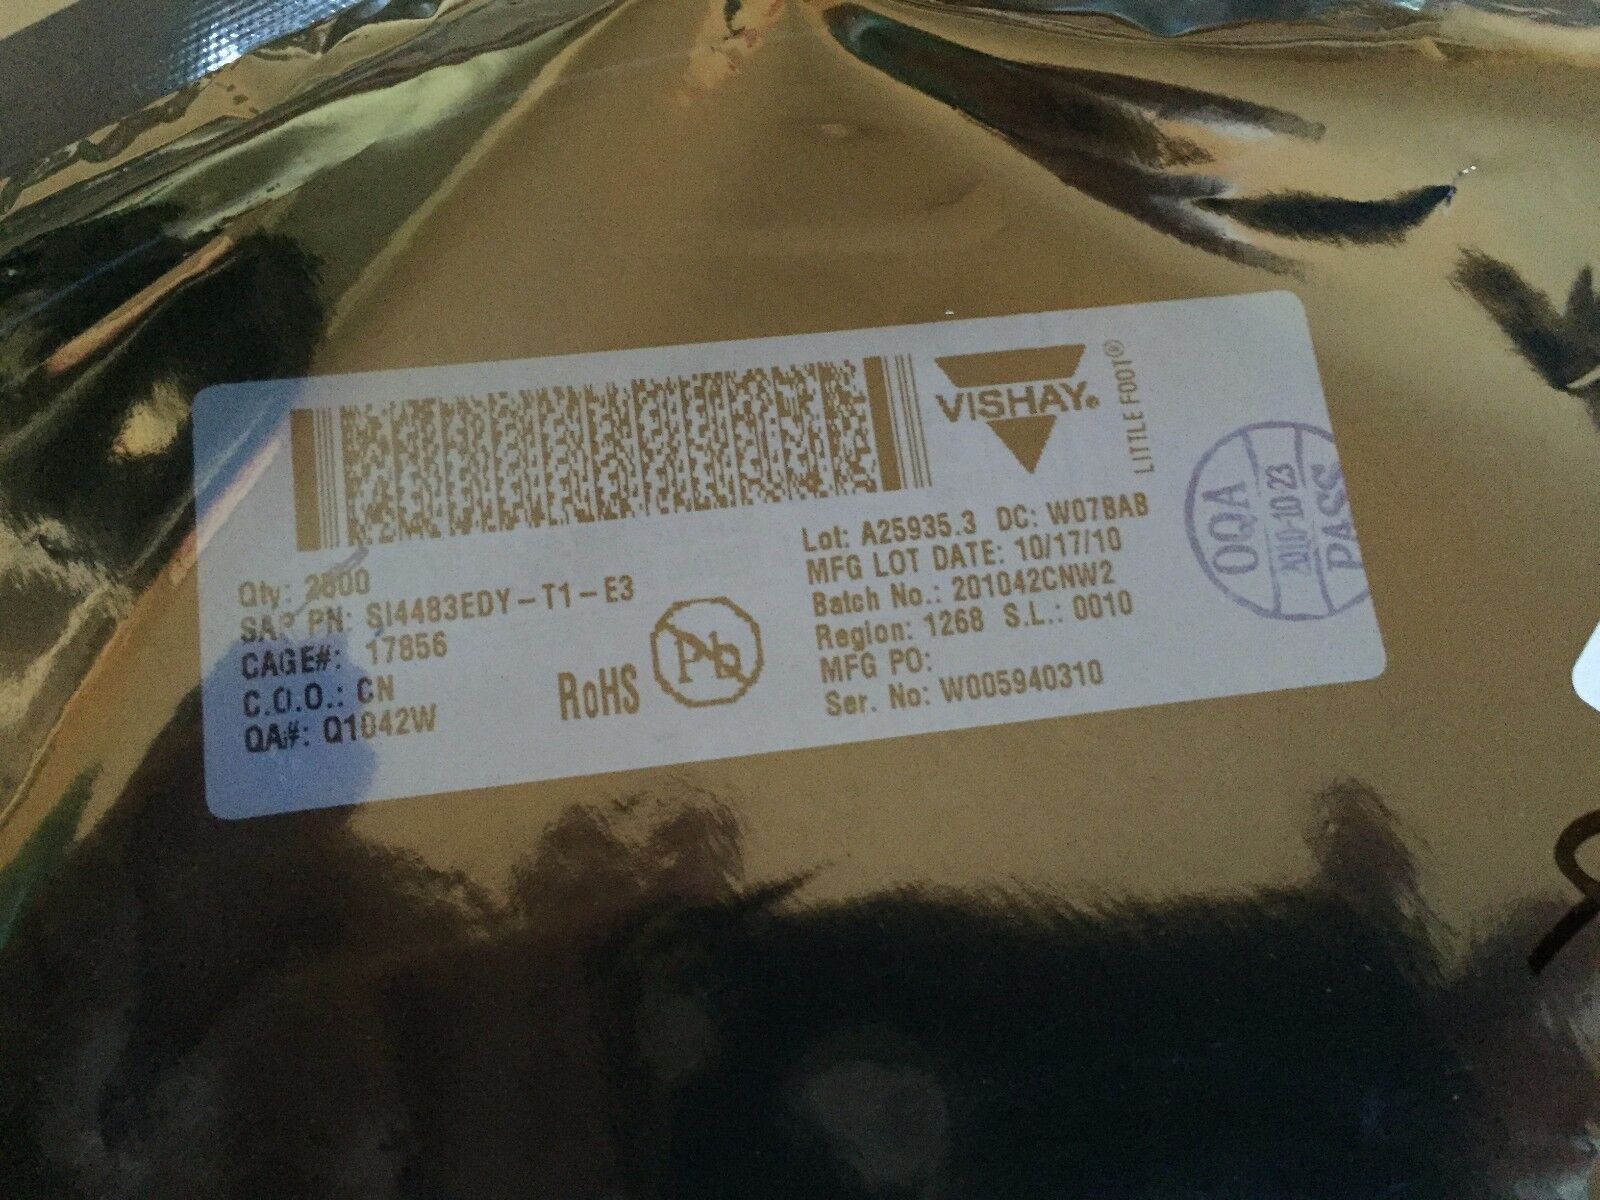 VISHAY®
LITTLE FOOT®
Qty: 2500
SAP PN: SI4483EDY-T1-E3
CAGE#: 17856
C.O.O.: CN
QA#: Q1042W
RoHS
Pb
Lot: A25935.3 DC: W07BAB
MFG LOT DATE: 10/17/10
Batch No.: 201042CNW2
Region: 1268 S.L.: 0010
MFG PO:
Ser. No: W005940310
OQA
2010-10-23
PASS